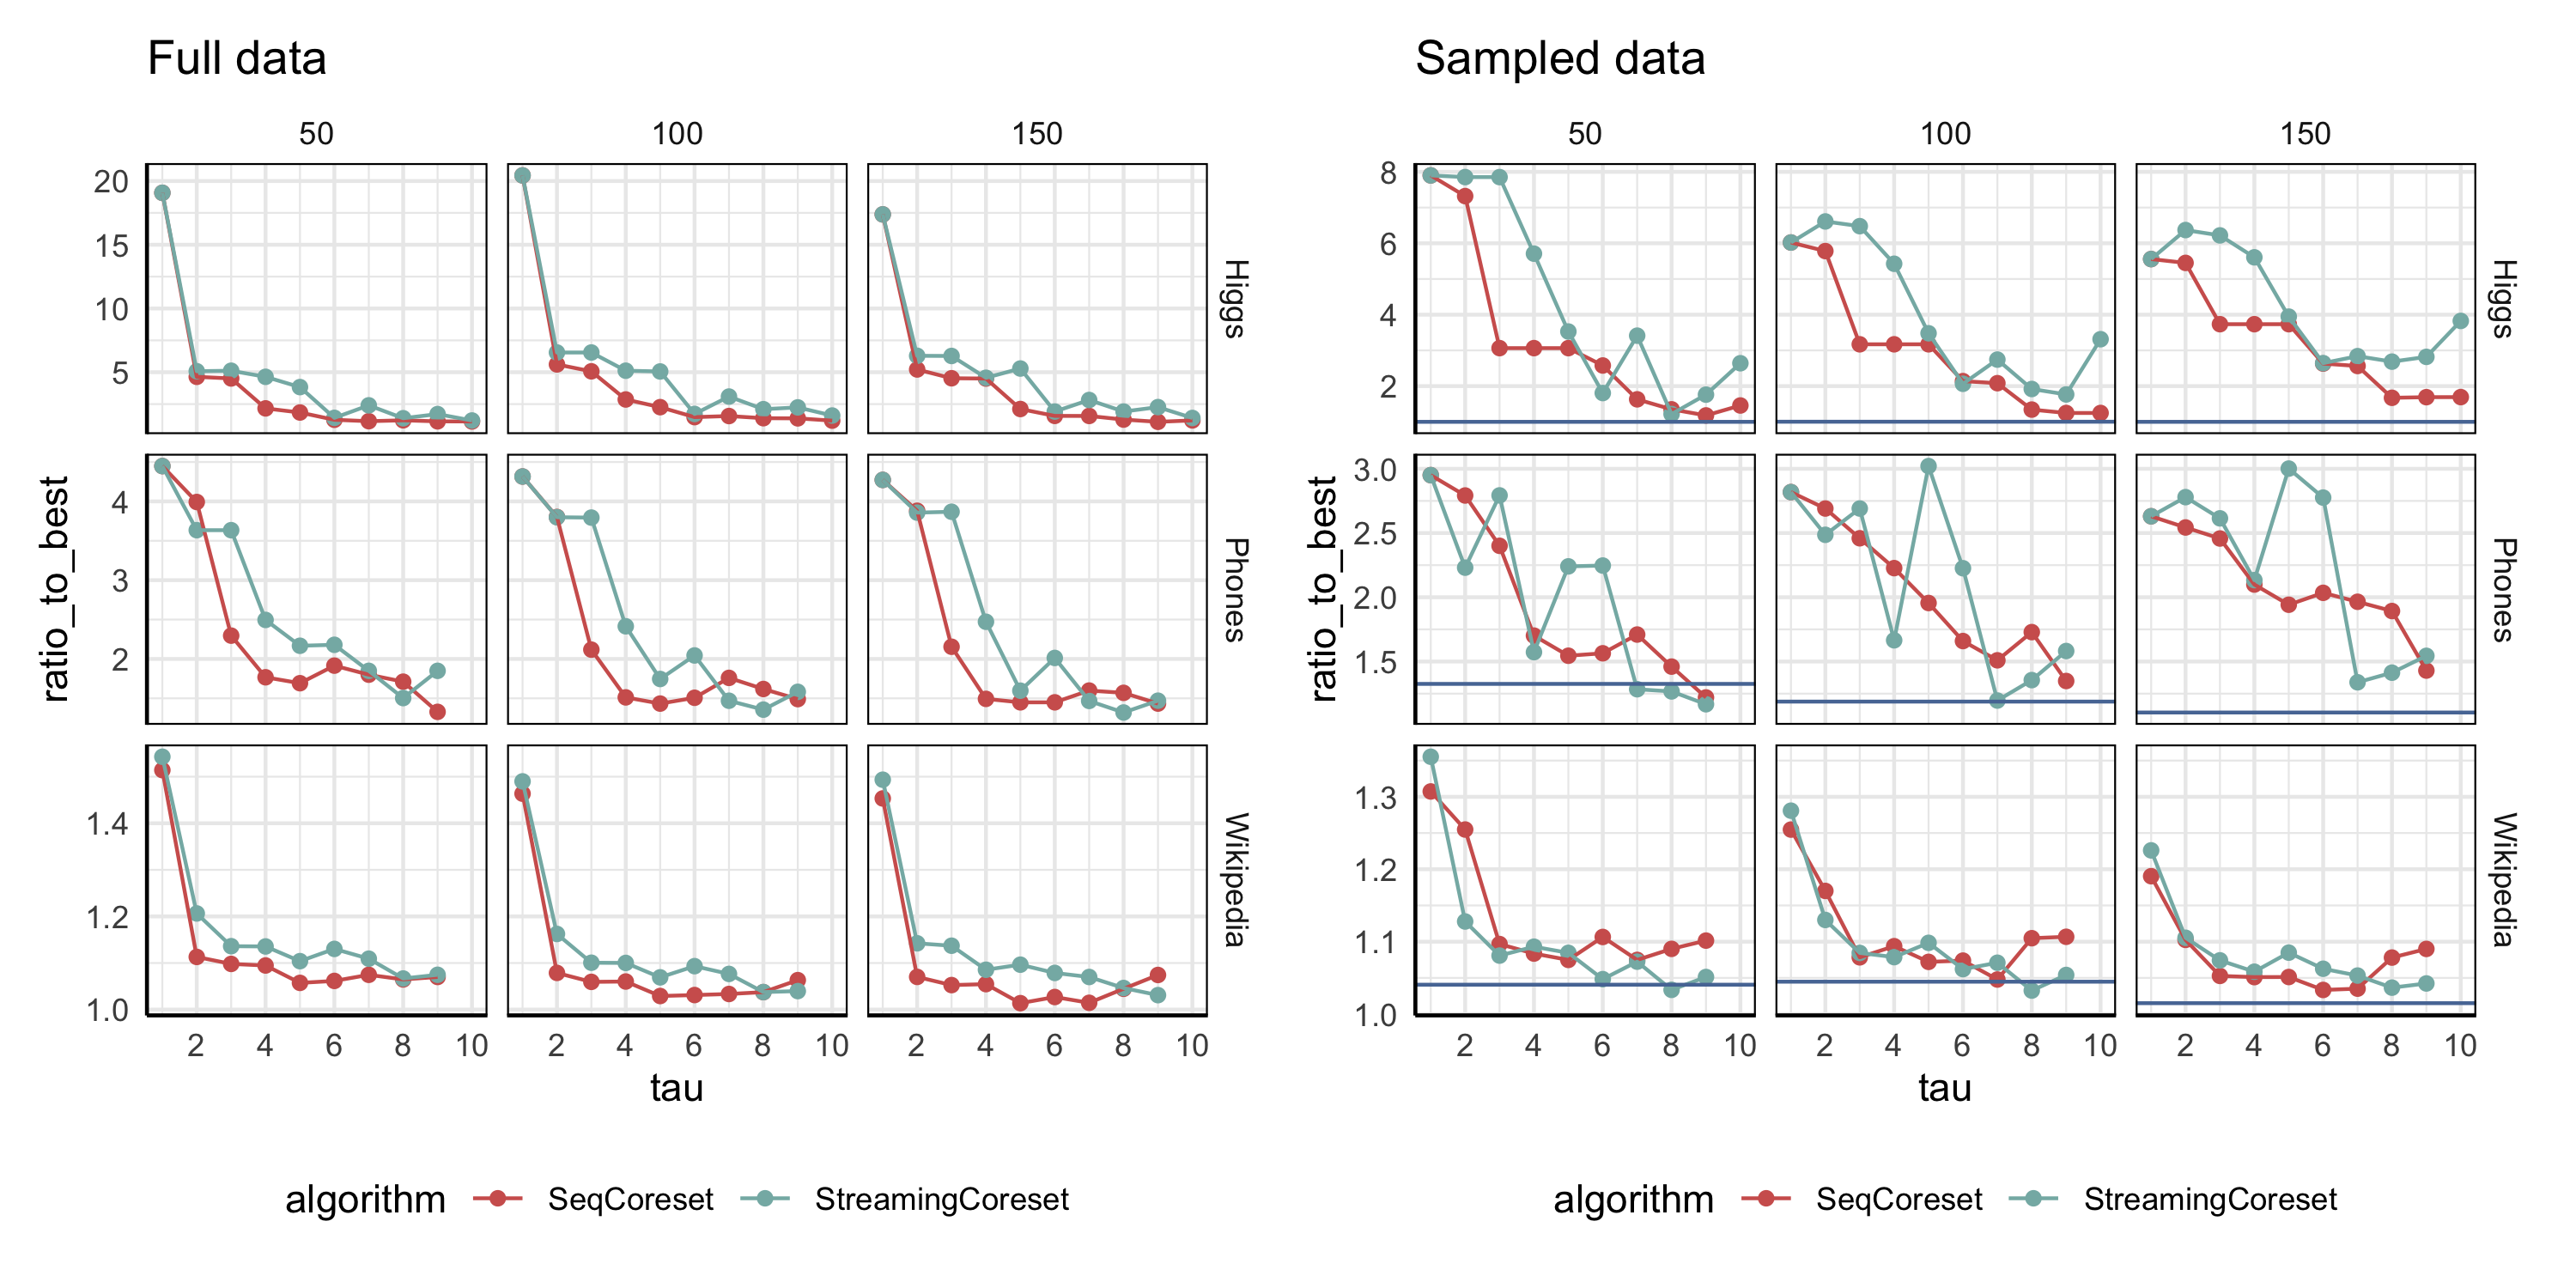 Full data
50 100 150
20
15
10
5
Higgs
4
3
2
Phones
1.4
1.2
1.0
Wikipedia
2 4 6 8 10 2 4 6 8 10 2 4 6 8 10
ratio_to_best
tau
algorithm SeqCoreset StreamingCoreset
Sampled data
50 100 150
8
6
4
2
Higgs
3.0
2.5
2.0
1.5
Phones
1.3
1.2
1.1
1.0
Wikipedia
2 4 6 8 10 2 4 6 8 10 2 4 6 8 10
ratio_to_best
tau
algorithm SeqCoreset StreamingCoreset